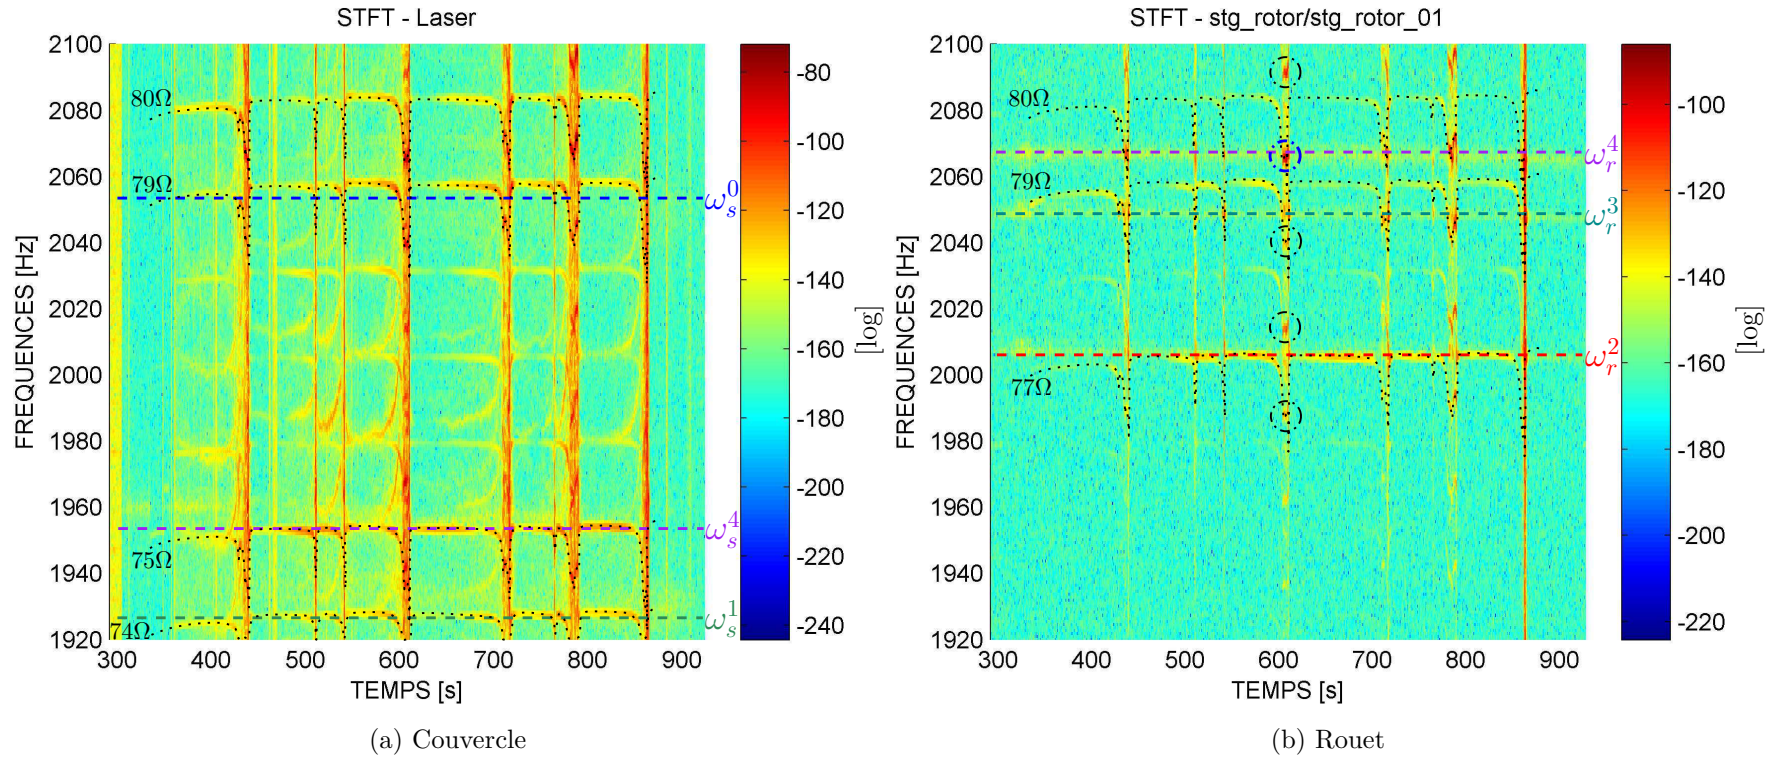 STFT - Laser
2100
2080
2060
2040
2020
2000
1980
1960
1940
1920
FREQUENCES [Hz]
80Ω
79Ω
75Ω
74Ω
ω_s^0
ω_s^4
ω_s^1
300 400 500 600 700 800 900
TEMPS [s]
-80
-100
-120
-140
-160
-180
-200
-220
-240
[log]
(a) Couvercle
STFT - stg_rotor/stg_rotor_01
2100
2080
2060
2040
2020
2000
1980
1960
1940
1920
FREQUENCES [Hz]
80Ω
79Ω
77Ω
ω_r^4
ω_r^3
ω_r^2
300 400 500 600 700 800 900
TEMPS [s]
-100
-120
-140
-160
-180
-200
-220
[log]
(b) Rouet